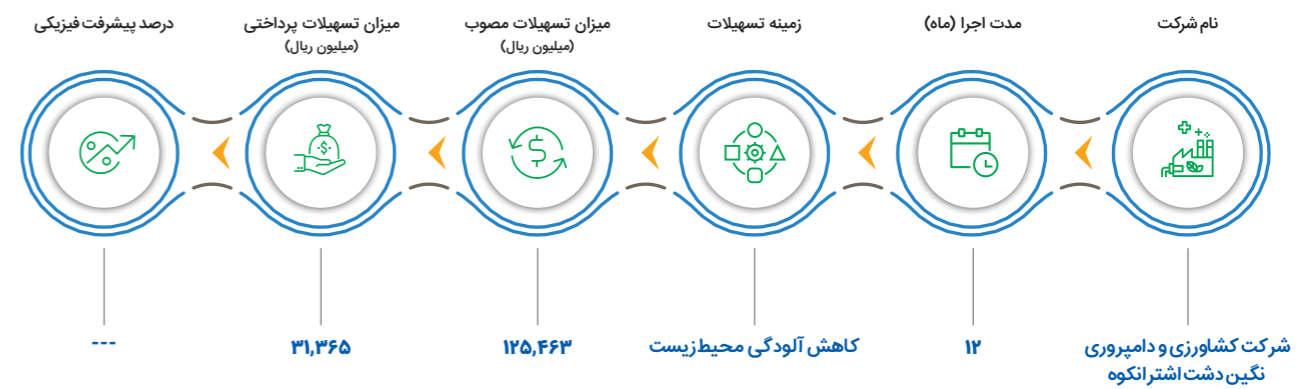 نام شرکت
مدت اجرا (ماه)
زمینه تسهیلات
میزان تسهیلات مصوب
(میلیون ریال)
میزان تسهیلات پرداختی
(میلیون ریال)
درصد پیشرفت فیزیکی
شرکت کشاورزی و دامپروری
نگین دشت اشترانکوه
۱۲
کاهش آلودگی محیط‌زیست
۱۲۵,۴۶۳
۳۱,۳۶۵
---